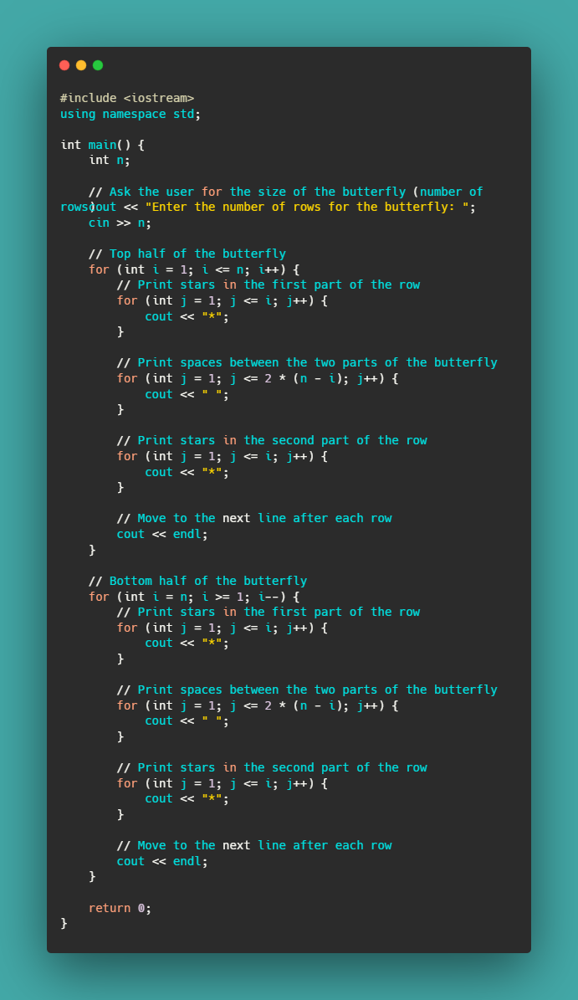 #include <iostream>
using namespace std;
int main() {
    int n;
    // Ask the user for the size of the butterfly (number of
rows)
    cout << "Enter the number of rows for the butterfly: ";
    cin >> n;
    // Top half of the butterfly
    for (int i = 1; i <= n; i++) {
        // Print stars in the first part of the row
        for (int j = 1; j <= i; j++) {
            cout << "*";
        }
        // Print spaces between the two parts of the butterfly
        for (int j = 1; j <= 2 * (n - i); j++) {
            cout << " ";
        }
        // Print stars in the second part of the row
        for (int j = 1; j <= i; j++) {
            cout << "*";
        }
        // Move to the next line after each row
        cout << endl;
    }
    // Bottom half of the butterfly
    for (int i = n; i >= 1; i--) {
        // Print stars in the first part of the row
        for (int j = 1; j <= i; j++) {
            cout << "*";
        }
        // Print spaces between the two parts of the butterfly
        for (int j = 1; j <= 2 * (n - i); j++) {
            cout << " ";
        }
        // Print stars in the second part of the row
        for (int j = 1; j <= i; j++) {
            cout << "*";
        }
        // Move to the next line after each row
        cout << endl;
    }
    return 0;
}